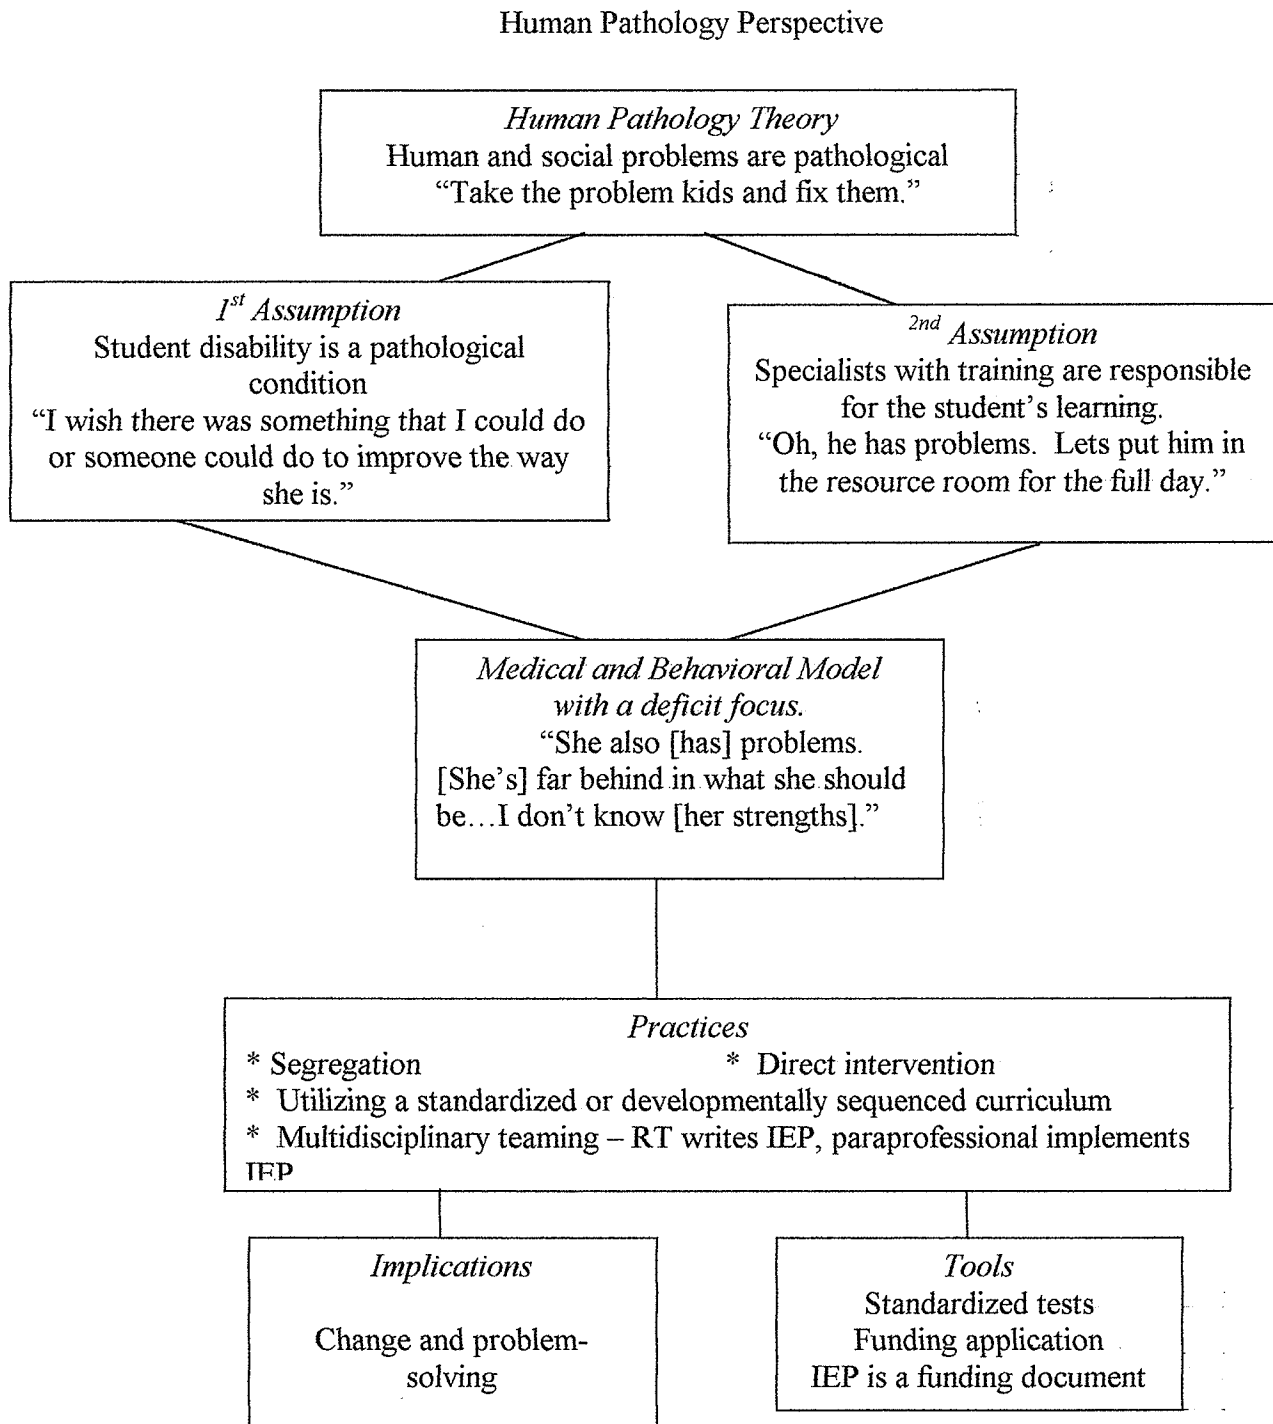 Human Pathology Perspective
Human Pathology Theory
Human and social problems are pathological
“Take the problem kids and fix them.”
1st Assumption
Student disability is a pathological
condition
“I wish there was something that I could do
or someone could do to improve the way
she is.”
2nd Assumption
Specialists with training are responsible
for the student’s learning.
“Oh, he has problems. Lets put him in
the resource room for the full day.”
Medical and Behavioral Model
with a deficit focus.
“She also [has] problems.
[She’s] far behind in what she should
be…I don’t know [her strengths].”
Practices
* Segregation * Direct intervention
* Utilizing a standardized or developmentally sequenced curriculum
* Multidisciplinary teaming – RT writes IEP, paraprofessional implements
IEP
Implications
Change and problem-
solving
Tools
Standardized tests
Funding application
IEP is a funding document